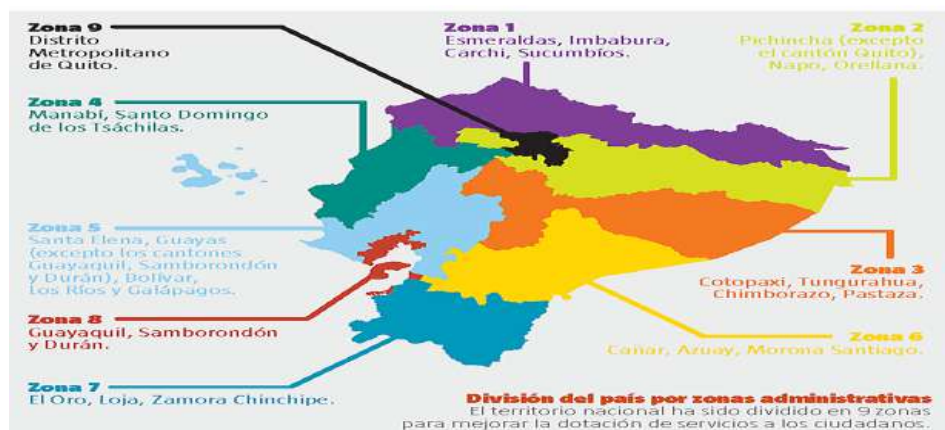 Zona 9
Distrito
Metropolitano
de Quito.
Zona 1
Esmeraldas, Imbabura,
Carchi, Sucumbíos.
Zona 2
Pichincha (excepto
el cantón Quito),
Napo, Orellana.
Zona 4
Manabí, Santo Domingo
de los Tsáchilas.
Zona 5
Santa Elena, Guayas
(excepto los cantones
Guayaquil, Samborondón
y Durán), Bolívar,
Los Ríos y Galápagos.
Zona 3
Cotopaxi, Tungurahua,
Chimborazo, Pastaza.
Zona 8
Guayaquil, Samborondón
y Durán.
Zona 6
Cañar, Azuay, Morona Santiago.
Zona 7
El Oro, Loja, Zamora Chinchipe.
División del país por zonas administrativas
El territorio nacional ha sido dividido en 9 zonas
para mejorar la dotación de servicios a los ciudadanos.